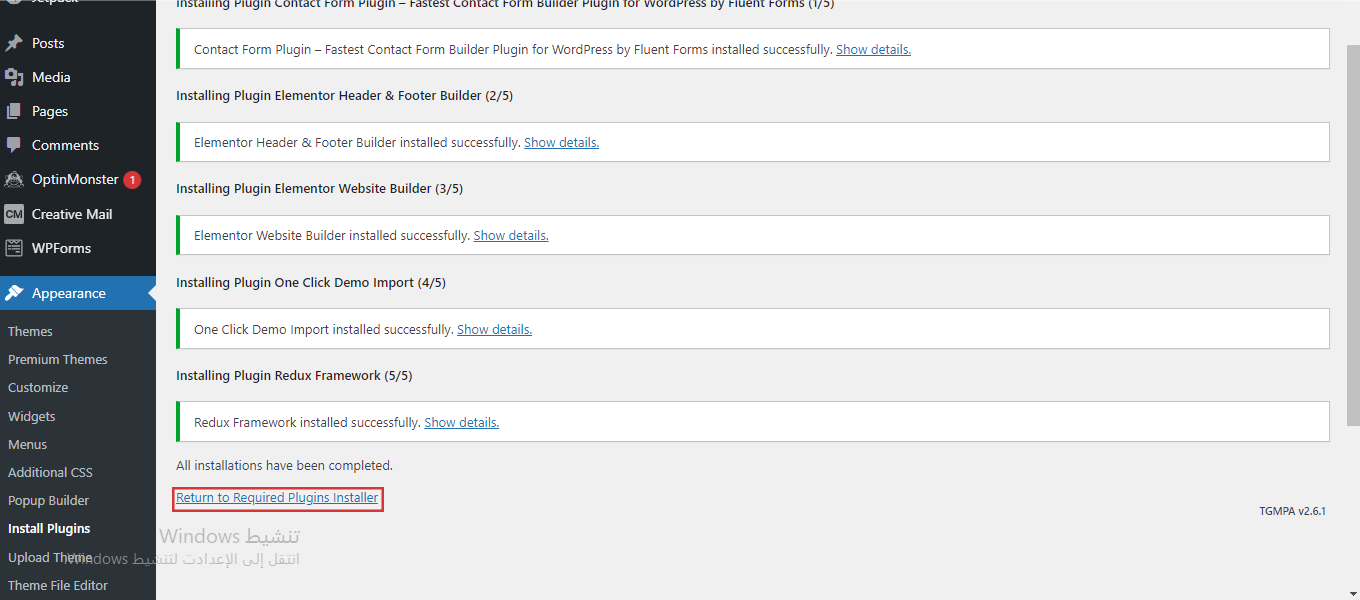 Jetpack
Posts
Media
Pages
Comments
OptinMonster 1
CM Creative Mail
WPForms
Appearance
Themes
Premium Themes
Customize
Widgets
Menus
Additional CSS
Popup Builder
Install Plugins
Upload Theme
Theme File Editor
Installing Plugin Contact Form Plugin – Fastest Contact Form Builder Plugin for WordPress by Fluent Forms (1/5)
Contact Form Plugin – Fastest Contact Form Builder Plugin for WordPress by Fluent Forms installed successfully. Show details.
Installing Plugin Elementor Header & Footer Builder (2/5)
Elementor Header & Footer Builder installed successfully. Show details.
Installing Plugin Elementor Website Builder (3/5)
Elementor Website Builder installed successfully. Show details.
Installing Plugin One Click Demo Import (4/5)
One Click Demo Import installed successfully. Show details.
Installing Plugin Redux Framework (5/5)
Redux Framework installed successfully. Show details.
All installations have been completed.
Return to Required Plugins Installer
TGMPA v2.6.1
تنشيط Windows
انتقل إلى الإعدادت لتنشيط Windows